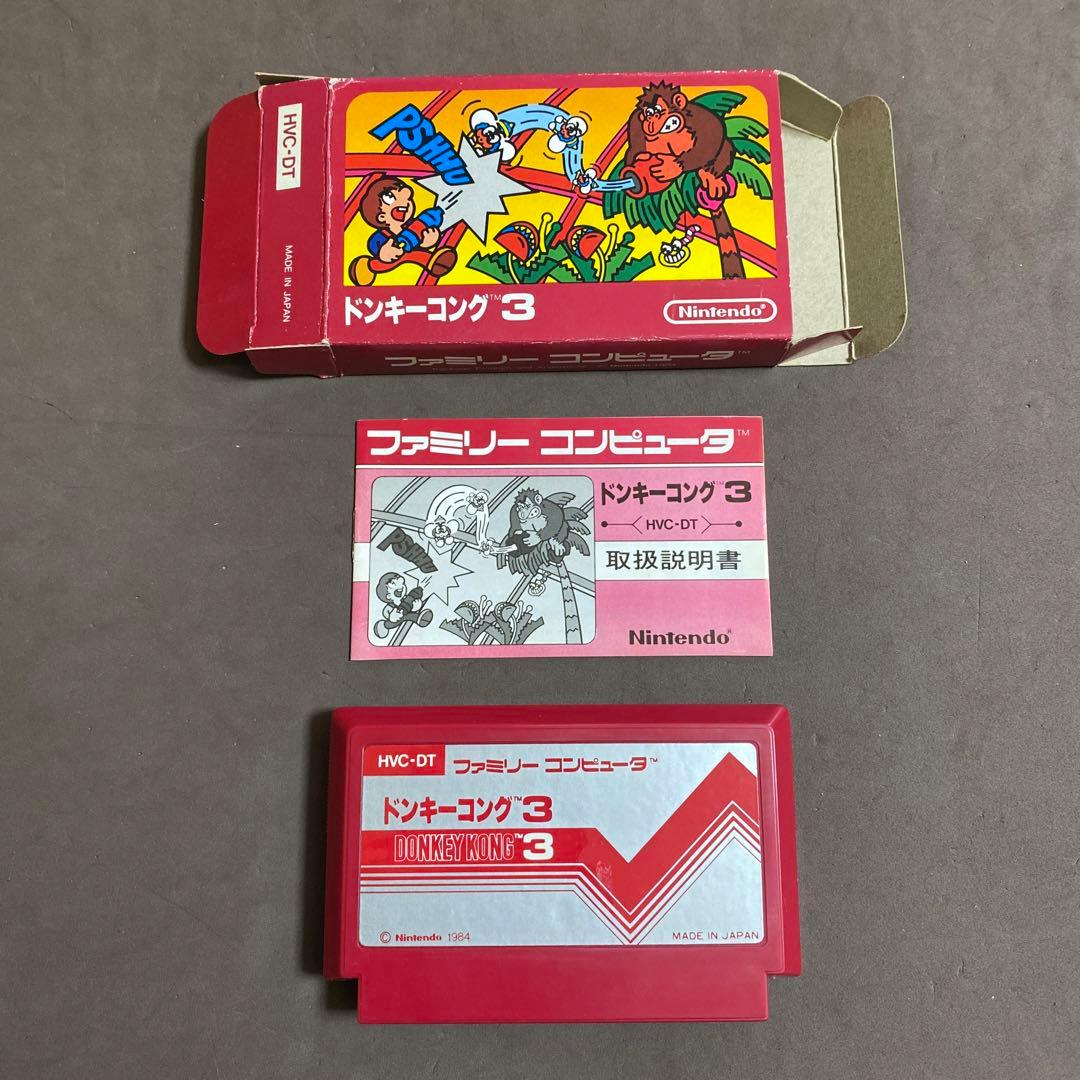 HVC-DT
MADE IN JAPAN
PSHHU
ドンキーコング™3
Nintendo®
ファミリー コンピュータ™
ファミリー コンピュータ™
ドンキーコング™3
HVC-DT
取扱説明書
PSHHU
Nintendo®
HVC-DT
ファミリー コンピュータ™
ドンキーコング™3
DONKEY KONG™3
© Nintendo 1984
MADE IN JAPAN